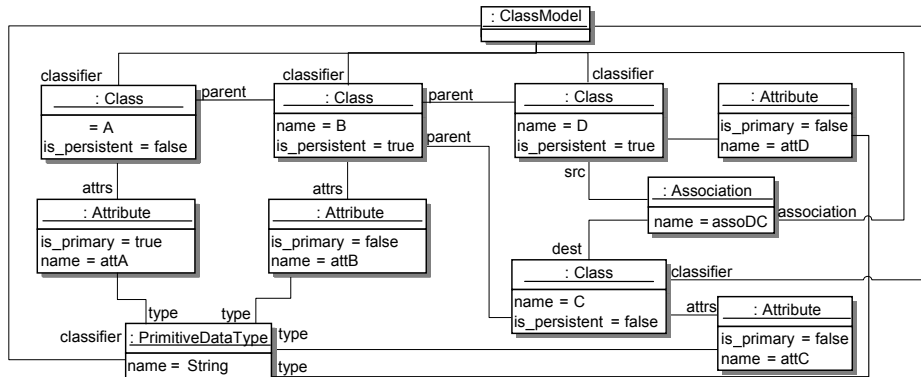 : ClassModel
classifier
classifier
classifier
: Class
parent
: Class
parent
: Class
: Attribute
= A
is_persistent = false
name = B
is_persistent = true
parent
name = D
is_persistent = true
is_primary = false
name = attD
attrs
attrs
src
: Attribute
: Attribute
: Association
is_primary = true
name = attA
is_primary = false
name = attB
name = assoDC
association
dest
: Class
classifier
name = C
is_persistent = false
attrs
: Attribute
type
type
is_primary = false
name = attC
classifier
: PrimitiveDataType
type
name = String
type